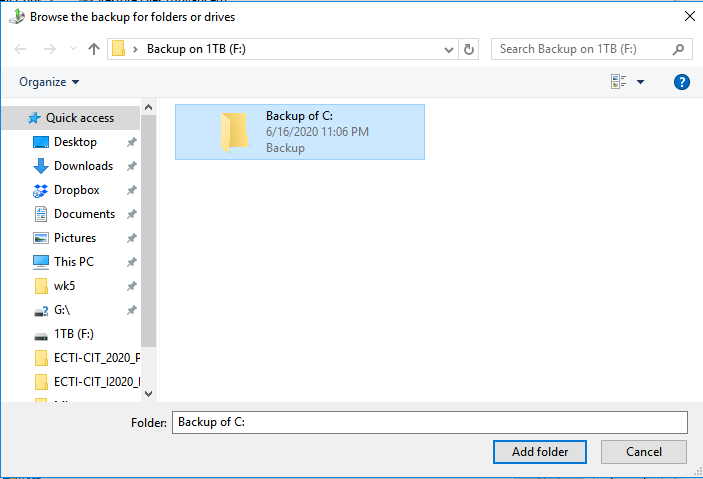 Browse the backup for folders or drives
Backup on 1TB (F:)
Search Backup on 1TB (F:)
Organize
?
Quick access
Desktop
Downloads
Dropbox
Documents
Pictures
This PC
wk5
G:\
1TB (F:)
ECTI-CIT_2020_P
ECTI-CIT_I2020_
Backup of C:
6/16/2020 11:06 PM
Backup
Folder:
Backup of C:
Add folder
Cancel